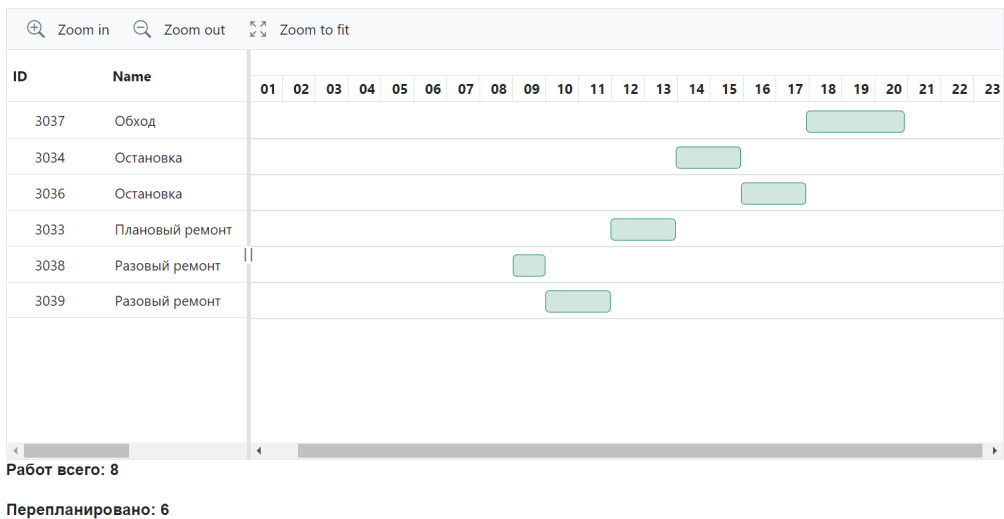 Zoom in Zoom out Zoom to fit
ID Name
01 02 03 04 05 06 07 08 09 10 11 12 13 14 15 16 17 18 19 20 21 22 23
3037 Обход
3034 Остановка
3036 Остановка
3033 Плановый ремонт
3038 Разовый ремонт
3039 Разовый ремонт
Работ всего: 8
Перепланировано: 6